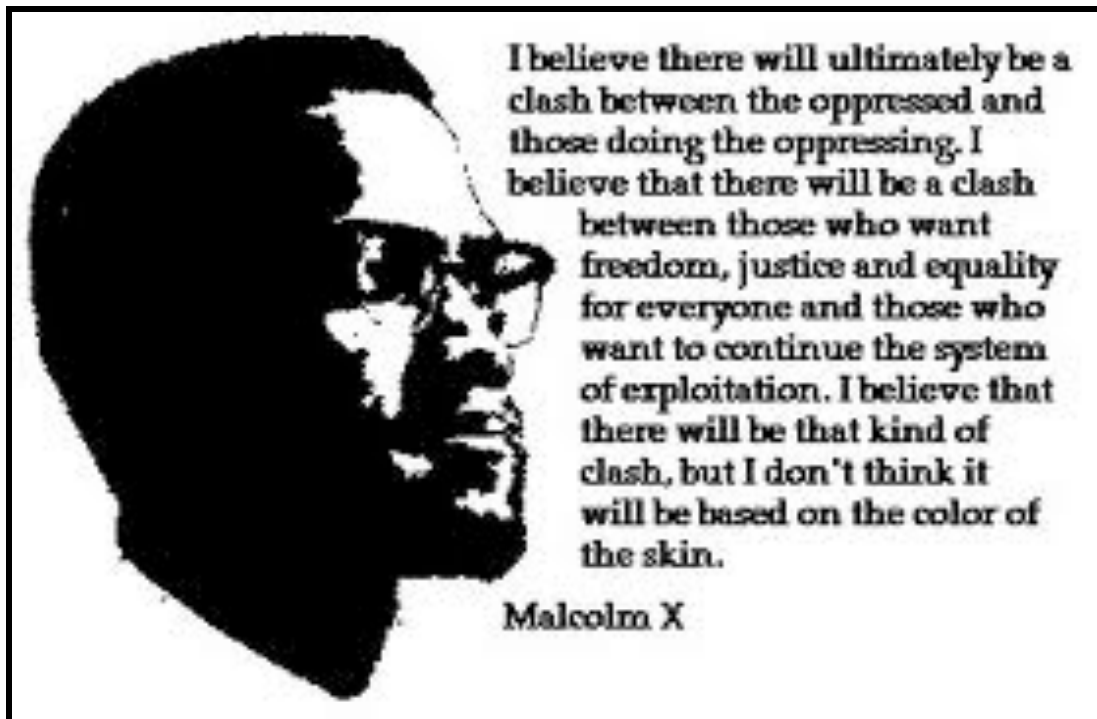 I believe there will ultimately be a
clash between the oppressed and
those doing the oppressing. I
believe that there will be a clash
between those who want
freedom, justice and equality
for everyone and those who
want to continue the system
of exploitation. I believe that
there will be that kind of
clash, but I don't think it
will be based on the color of
the skin.
Malcolm X